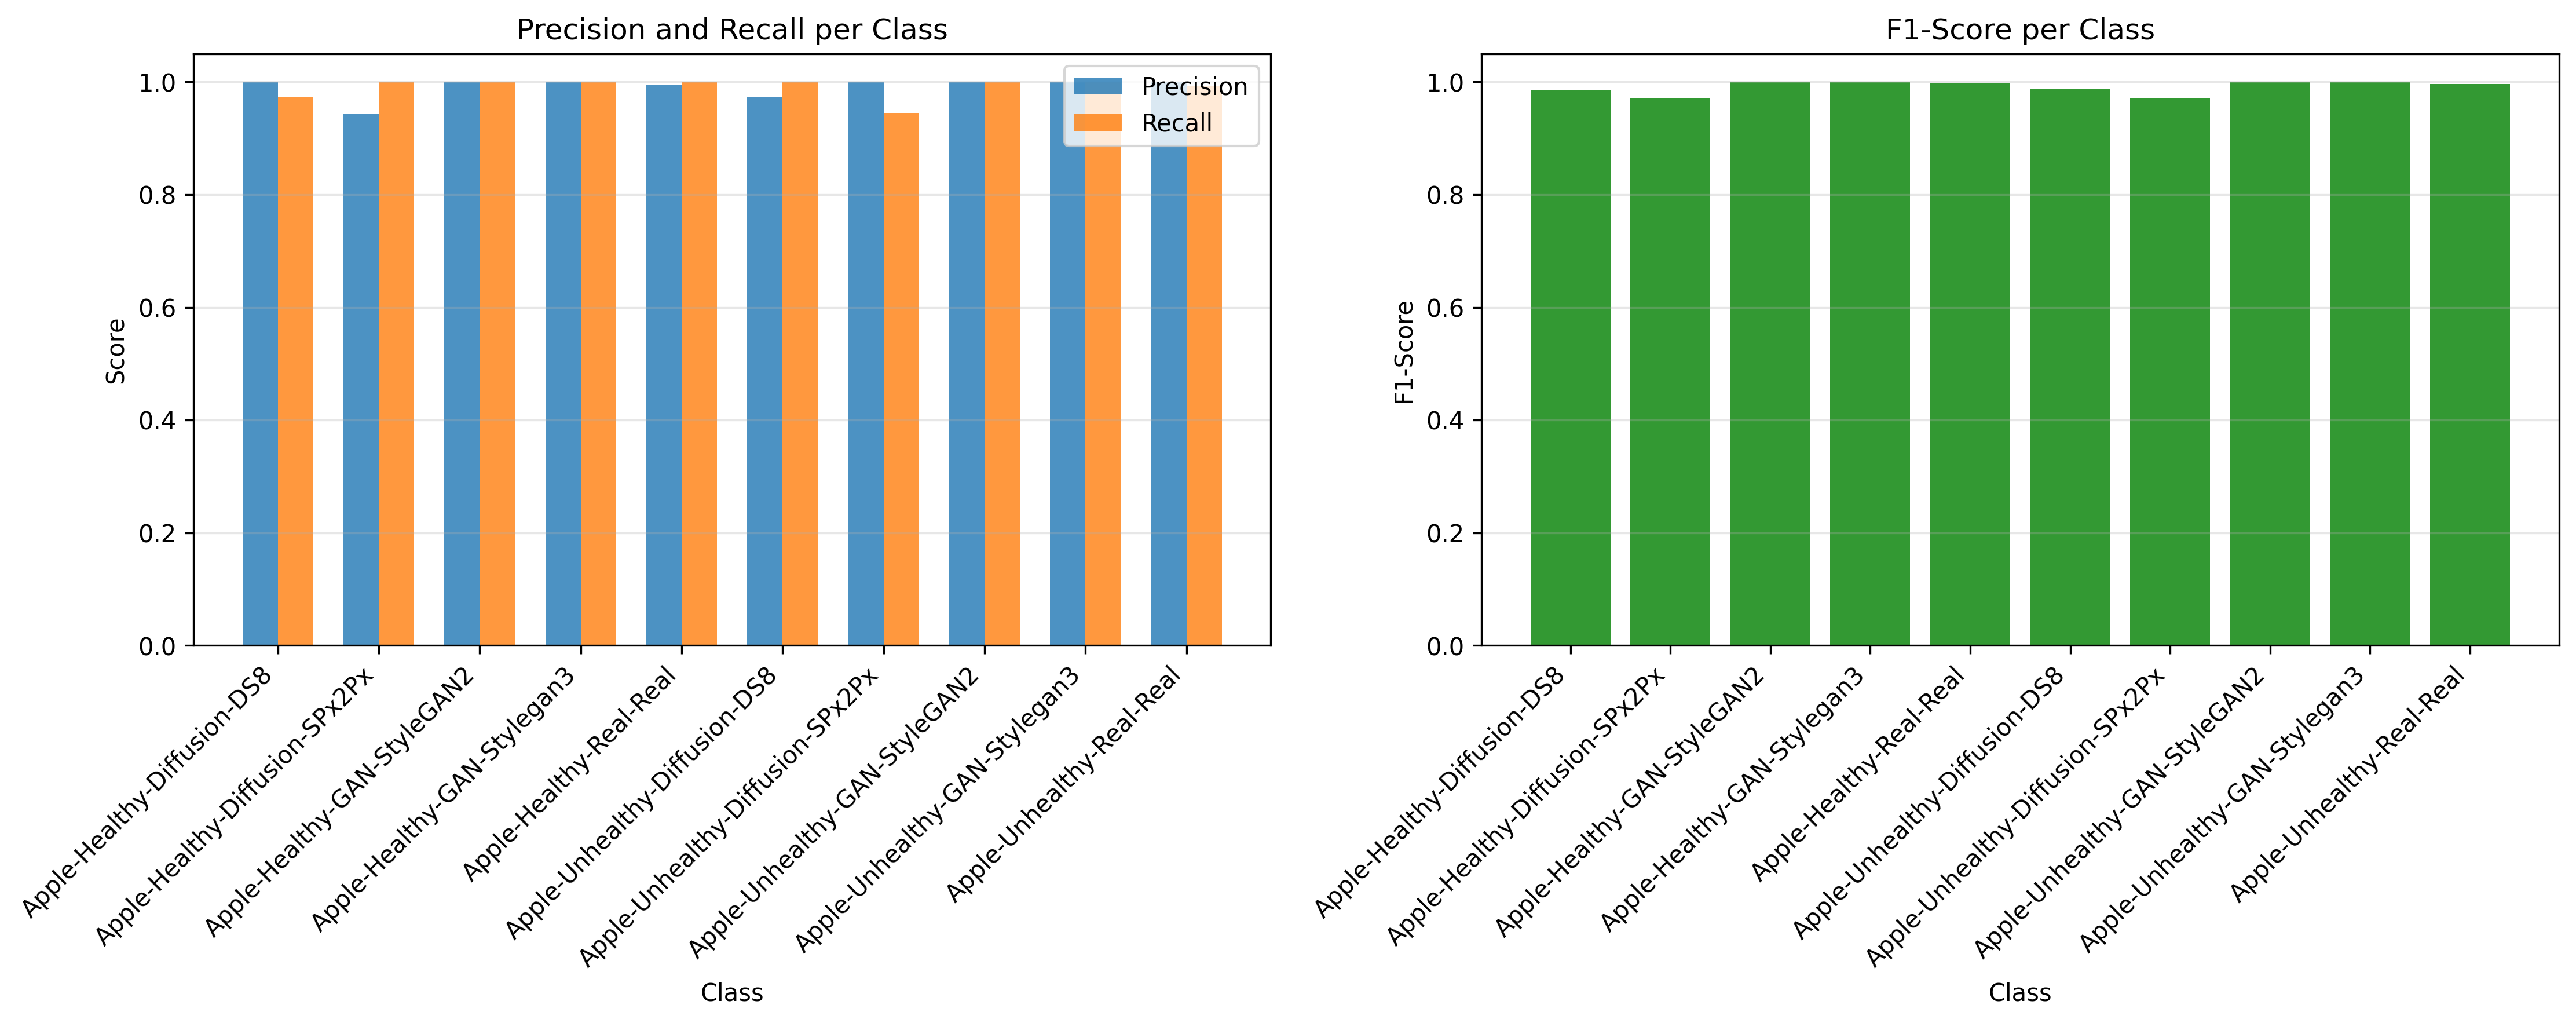 Precision and Recall per Class
Precision
Recall
1.0
0.8
0.6
0.4
0.2
0.0
Score
Apple-Healthy-Diffusion-DS8
Apple-Healthy-Diffusion-SPx2Px
Apple-Healthy-GAN-StyleGAN2
Apple-Healthy-GAN-Stylegan3
Apple-Healthy-Real-Real
Apple-Unhealthy-Diffusion-DS8
Apple-Unhealthy-Diffusion-SPx2Px
Apple-Unhealthy-GAN-StyleGAN2
Apple-Unhealthy-GAN-Stylegan3
Apple-Unhealthy-Real-Real
Class
F1-Score per Class
1.0
0.8
0.6
0.4
0.2
0.0
F1-Score
Apple-Healthy-Diffusion-DS8
Apple-Healthy-Diffusion-SPx2Px
Apple-Healthy-GAN-StyleGAN2
Apple-Healthy-GAN-Stylegan3
Apple-Healthy-Real-Real
Apple-Unhealthy-Diffusion-DS8
Apple-Unhealthy-Diffusion-SPx2Px
Apple-Unhealthy-GAN-StyleGAN2
Apple-Unhealthy-GAN-Stylegan3
Apple-Unhealthy-Real-Real
Class